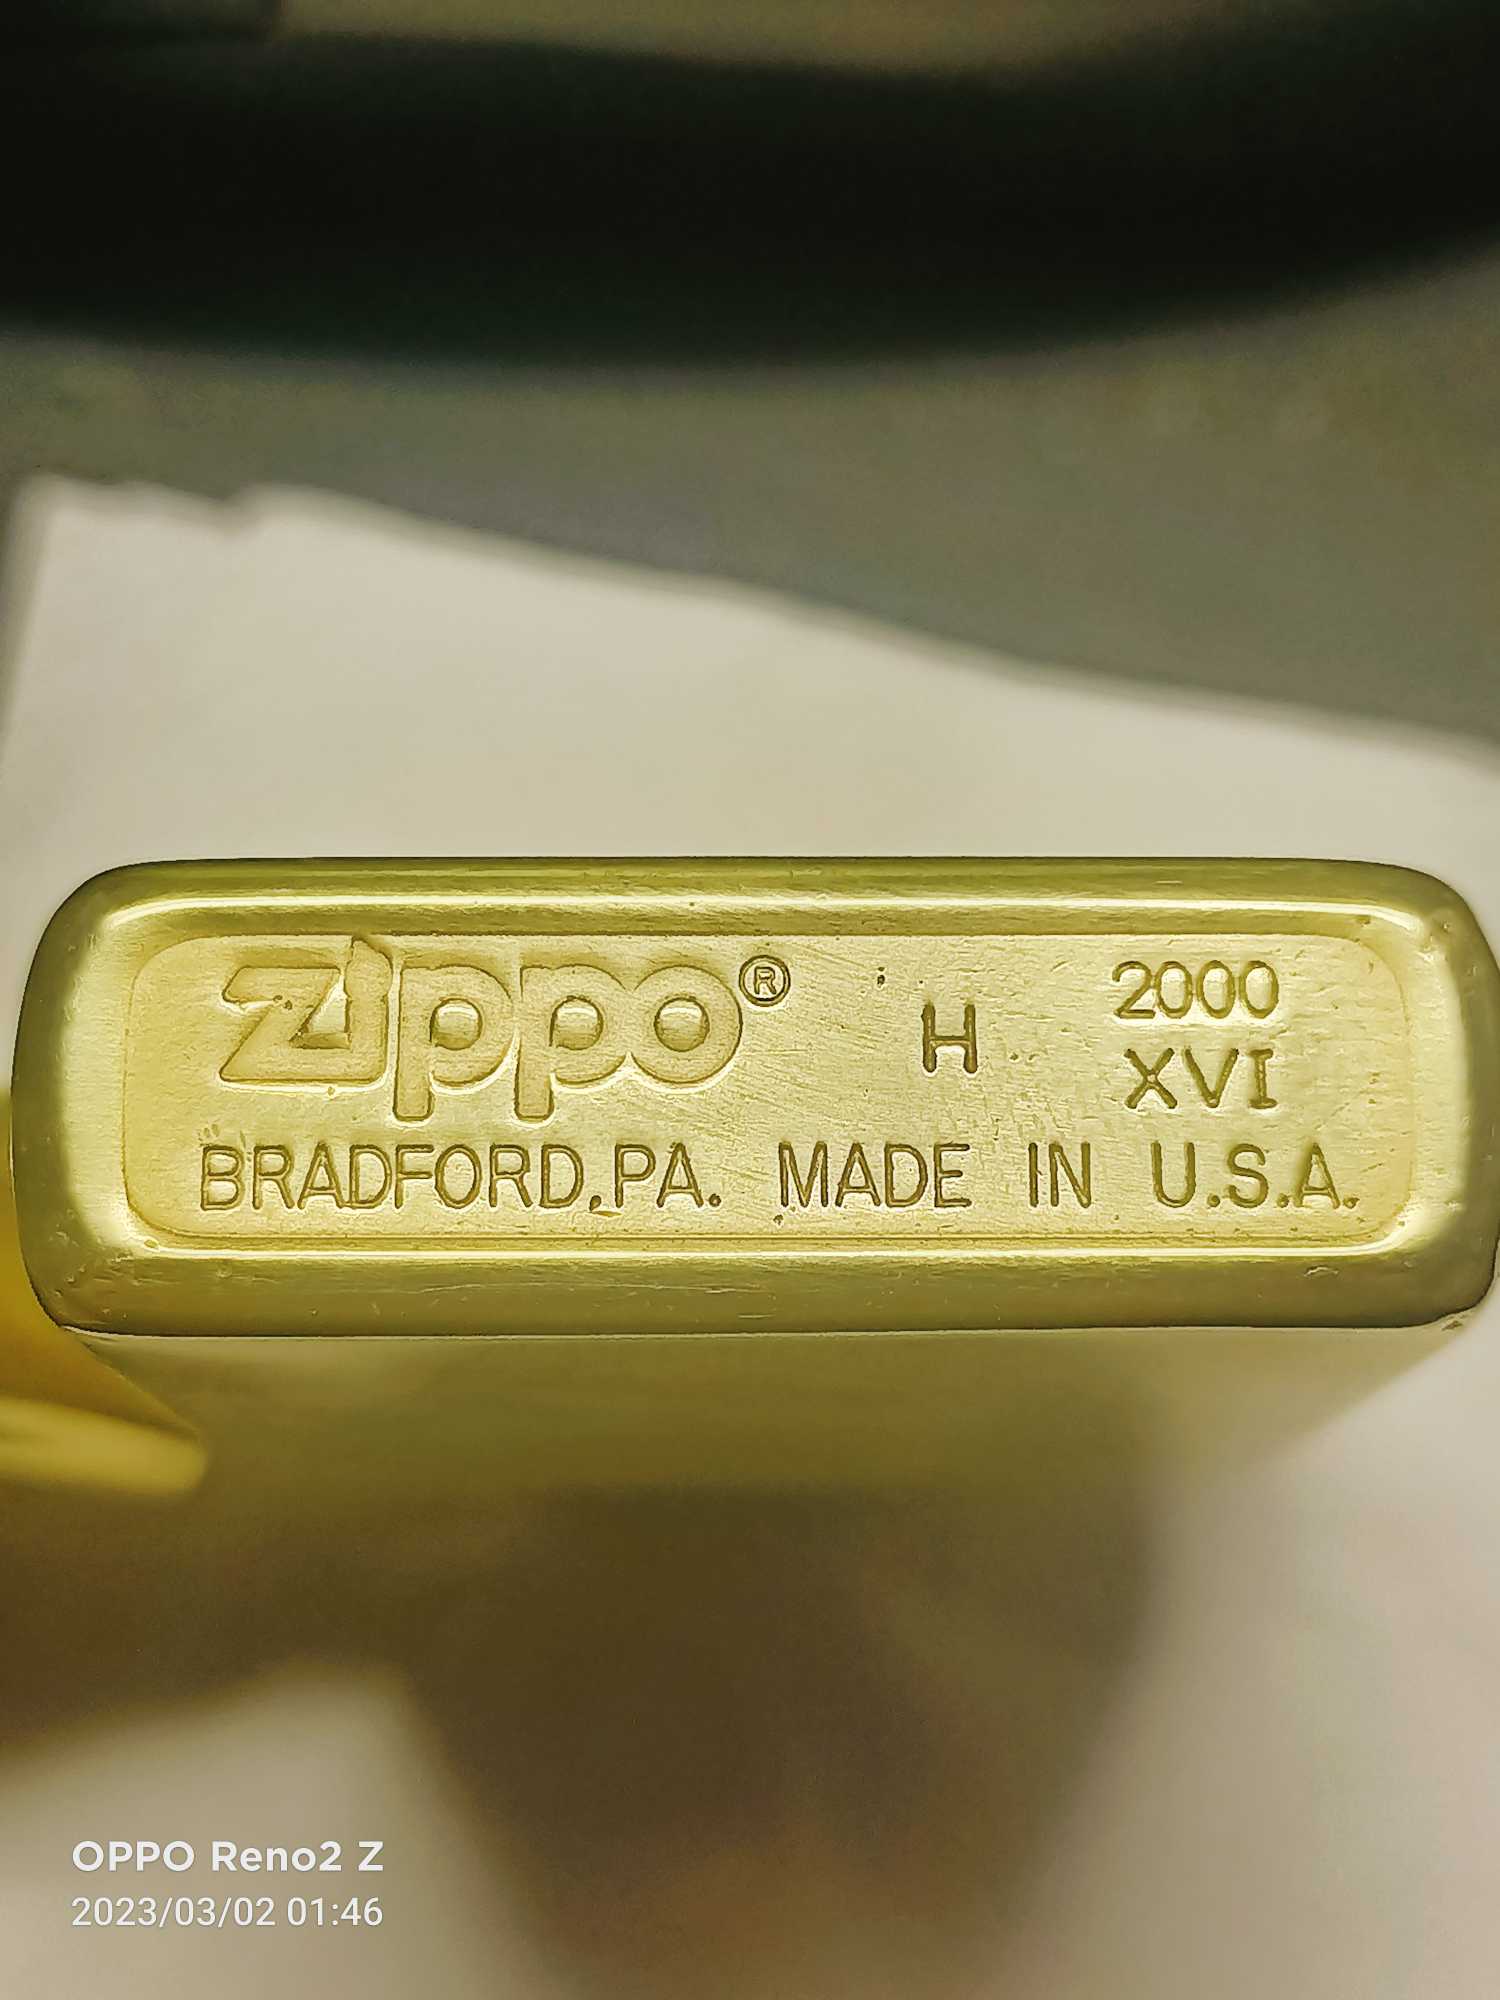 Zippo® H 2000
XVI
BRADFORD,PA. MADE IN U.S.A.
OPPO Reno2 Z
2023/03/02 01:46